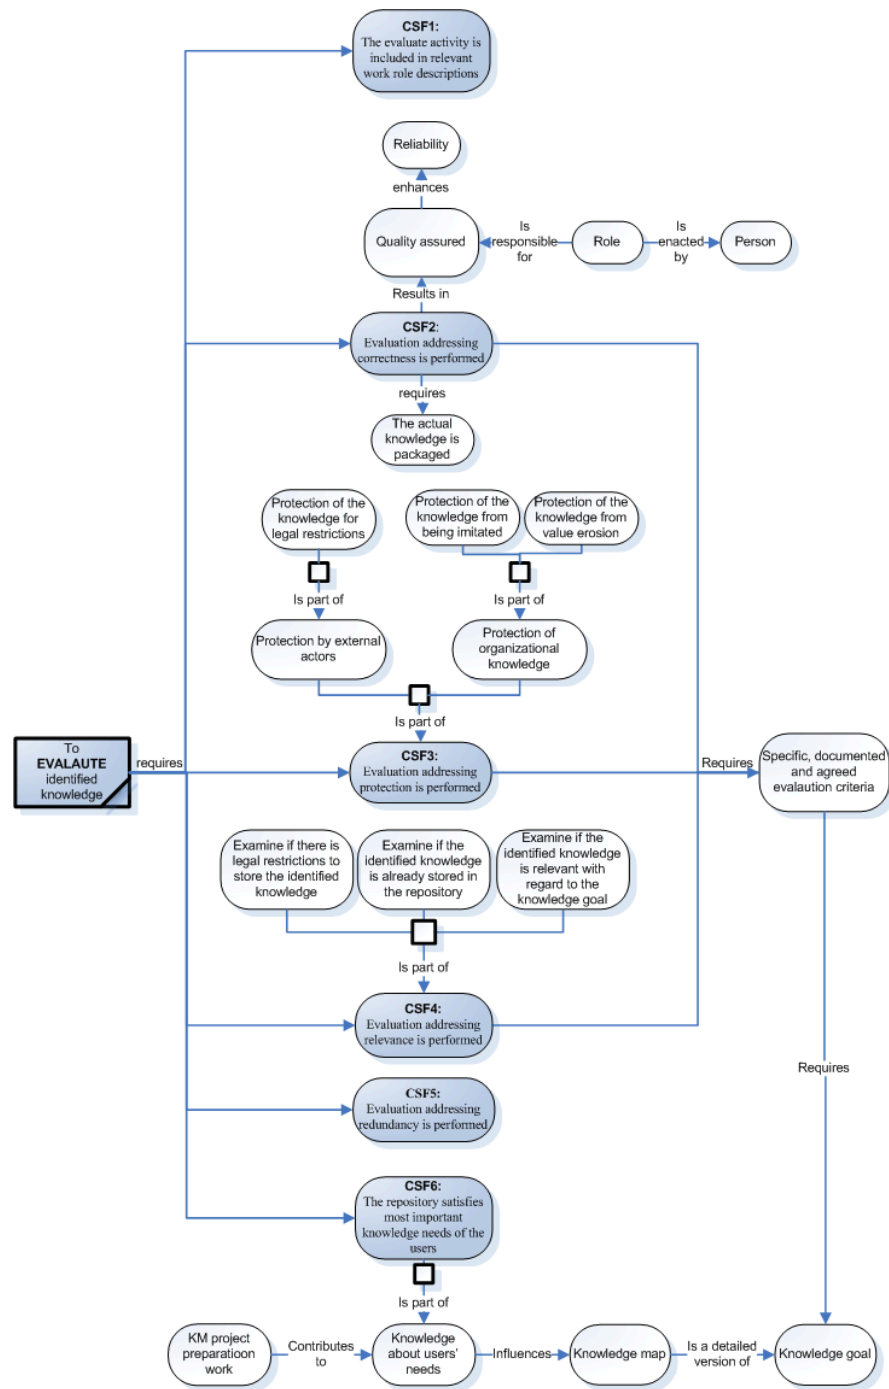 CSF1:
The evaluate activity is
included in relevant
work role descriptions
Reliability
enhances
Quality assured
Is
responsible
for
Role
Is
enacted
by
Person
Results in
CSF2:
Evaluation addressing
correctness is performed
requires
The actual
knowledge is
packaged
Protection of the
knowledge for
legal restrictions
Protection of the
knowledge from
being imitated
Protection of the
knowledge from
value erosion
Is part of
Is part of
Protection by external
actors
Protection of
organizational
knowledge
Is part of
To
EVALAUTE
identified
knowledge
requires
CSF3:
Evaluation addressing
protection is performed
Requires
Specific, documented
and agreed
evalaution criteria
Examine if there is
legal restrictions to
store the identified
knowledge
Examine if the
identified knowledge
is already stored in
the repository
Examine if the
identified knowledge
is relevant with
regard to the
knowledge goal
Is part of
CSF4:
Evaluation addressing
relevance is performed
Requires
CSF5:
Evaluation addressing
redundancy is performed
CSF6:
The repository satisfies
most important
knowledge needs of the
users
Is part of
KM project
preparatioon
work
Contributes
to
Knowledge
about users'
needs
Influences
Knowledge map
Is a detailed
version of
Knowledge goal